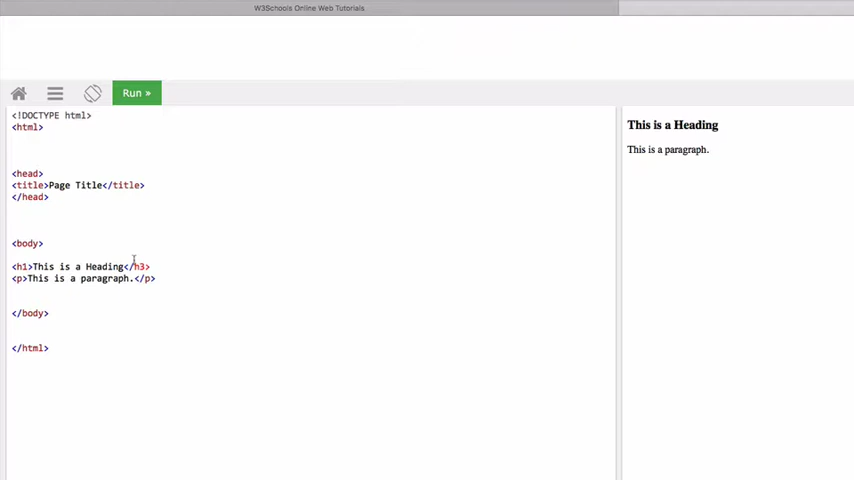 W3Schools Online Web Tutorials
Run »
<!DOCTYPE html>
<html>
<head>
<title>Page Title</title>
</head>
<body>
<h1>This is a Heading</h3>
<p>This is a paragraph.</p>
</body>
</html>
This is a Heading
This is a paragraph.